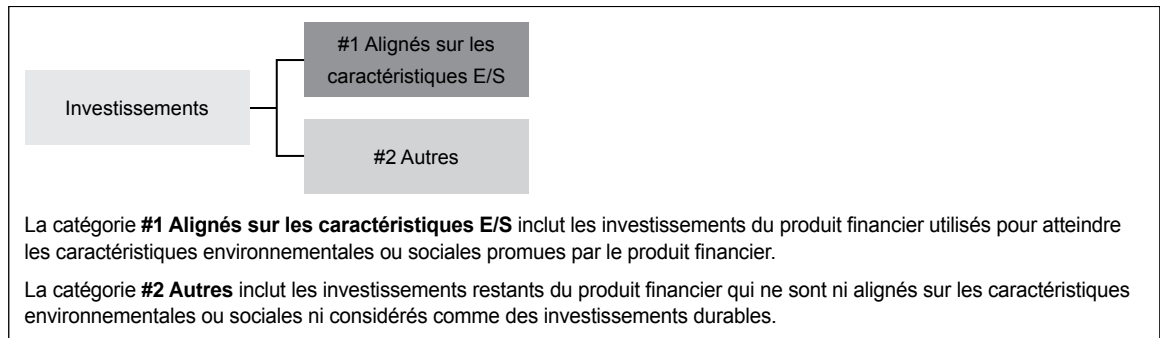 #1 Alignés sur les
caractéristiques E/S
Investissements
#2 Autres
La catégorie #1 Alignés sur les caractéristiques E/S inclut les investissements du produit financier utilisés pour atteindre
les caractéristiques environnementales ou sociales promues par le produit financier.
La catégorie #2 Autres inclut les investissements restants du produit financier qui ne sont ni alignés sur les caractéristiques
environnementales ou sociales ni considérés comme des investissements durables.